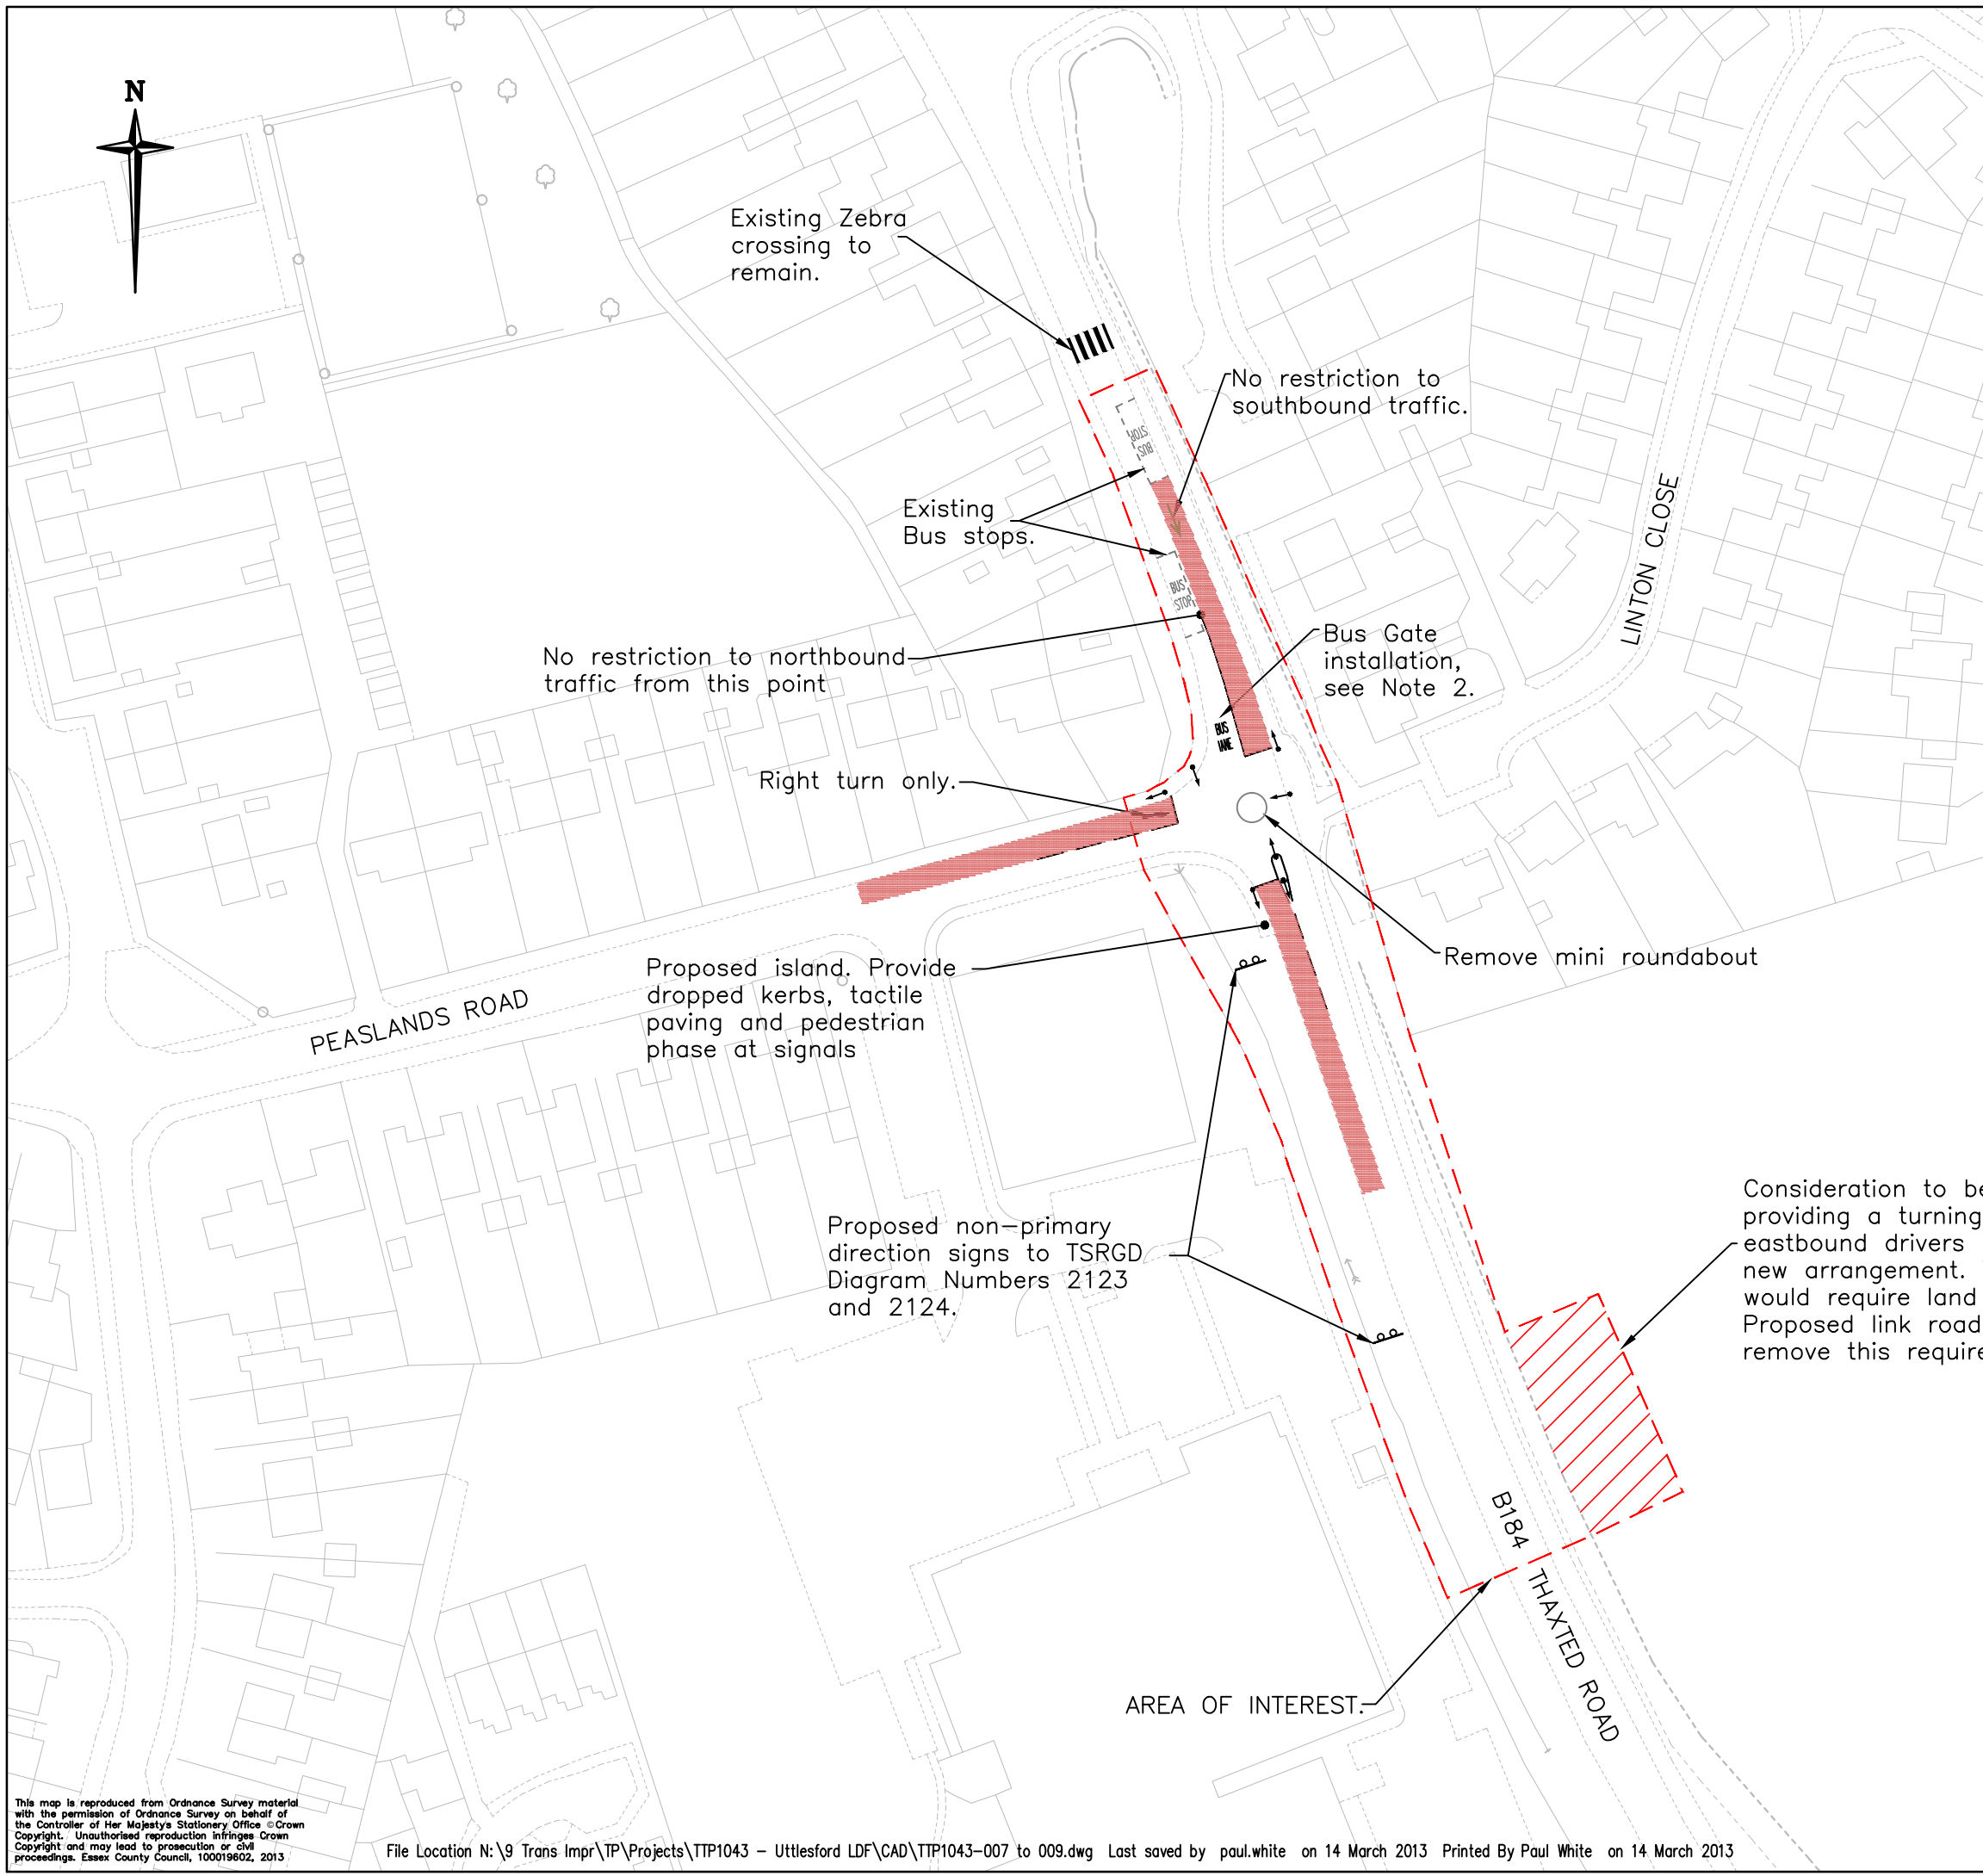 N
Existing Zebra
crossing to
remain.
No restriction to
southbound traffic.
BUS
STOP
Existing
Bus stops.
BUS
STOP
LINTON CLOSE
No restriction to northbound
traffic from this point
Bus Gate
installation,
see Note 2.
BUS
LANE
Right turn only.
Remove mini roundabout
Proposed island. Provide
dropped kerbs, tactile
paving and pedestrian
phase at signals
PEASLANDS ROAD
Consideration to be
providing a turning
eastbound drivers
new arrangement.
would require land
Proposed link road
remove this require
Proposed non-primary
direction signs to TSRGD
Diagram Numbers 2123
and 2124.
B184 THAXTED ROAD
AREA OF INTEREST.
This map is reproduced from Ordnance Survey material
with the permission of Ordnance Survey on behalf of
the Controller of Her Majesty's Stationery Office © Crown
Copyright. Unauthorised reproduction infringes Crown
Copyright and may lead to prosecution or civil
proceedings. Essex County Council, 100019602, 2013
File Location N:\9 Trans Impr\TP\Projects\TTP1043 - Uttlesford LDF\CAD\TTP1043-007 to 009.dwg Last saved by paul.white on 14 March 2013 Printed By Paul White on 14 March 2013